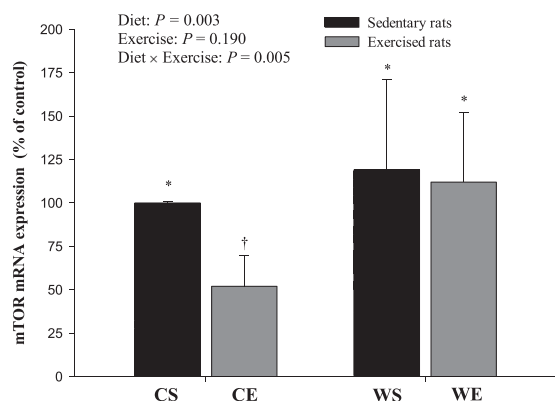 Diet: P = 0.003
Exercise: P = 0.190
Diet × Exercise: P = 0.005
Sedentary rats
Exercised rats
mTOR mRNA expression (% of control)
200
175
150
125
100
75
50
25
0
*
†
*
*
CS CE WS WE